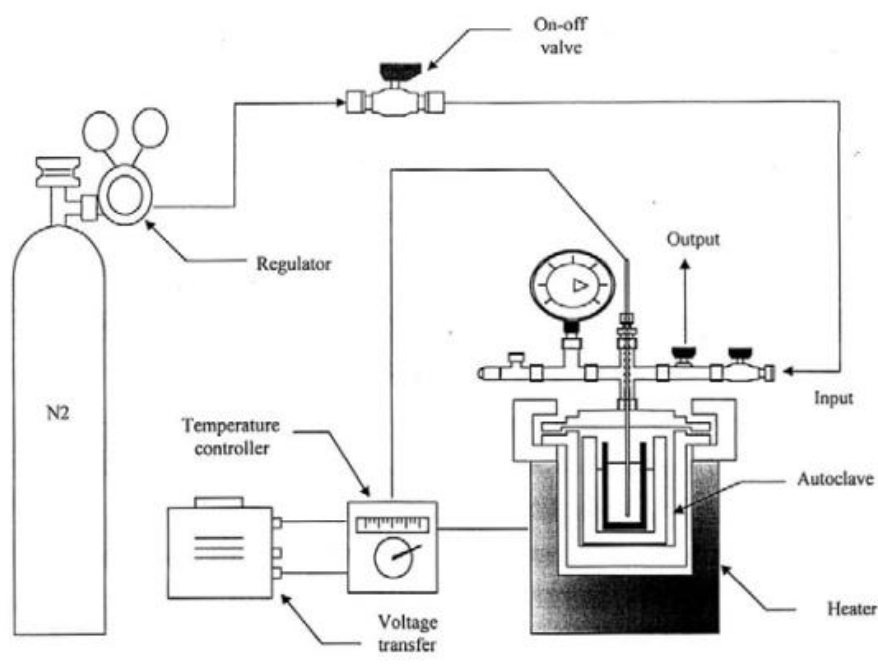 On-off
valve
Regulator
Output
N2
Input
Temperature
controller
Autoclave
Heater
Voltage
transfer